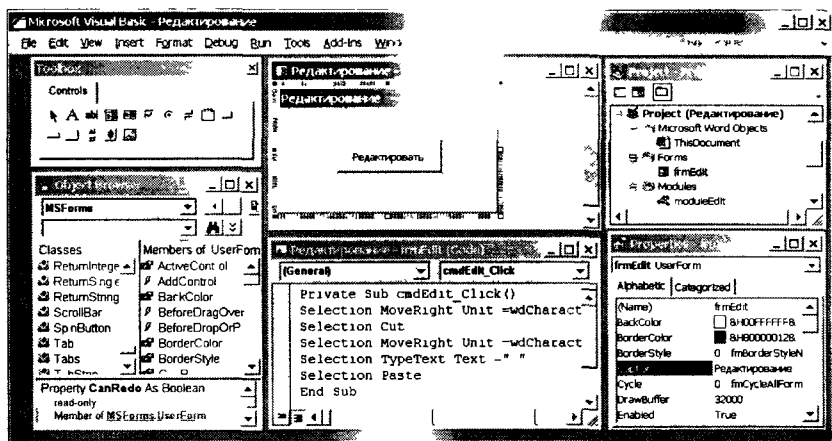 Microsoft Visual Basic - Редактирование
File Edit View Insert Format Debug Run Tools Add-Ins
Toolbox
Controls
Object Browser
MSForms
Classes
ReturnIntege
ReturnSingle
ReturnString
ScrollBar
SpinButton
Tab
Tabs
Members of UserForm
ActiveControl
AddControl
BackColor
BeforeDragOver
BeforeDropOrP
BorderColor
BorderStyle
Property CanRedo As Boolean
read-only
Member of MSForms.UserForm
Редактирование
Редактирование
Редактировать
Редактирование - frmEdit (Code)
(General) cmdEdit_Click
Private Sub cmdEdit_Click()
Selection MoveRight Unit =wdCharact
Selection Cut
Selection MoveRight Unit =wdCharact
Selection TypeText Text =" "
Selection Paste
End Sub
Project (Редактирование)
Microsoft Word Objects
ThisDocument
Forms
frmEdit
Modules
moduleEdit
Properties
frmEdit UserForm
Alphabetic Categorized
(Name) frmEdit
BackColor &H00FFFFFF&
BorderColor &H80000012&
BorderStyle 0 fmBorderStyleN
Caption Редактирование
Cycle 0 fmCycleAllForm
DrawBuffer 32000
Enabled True